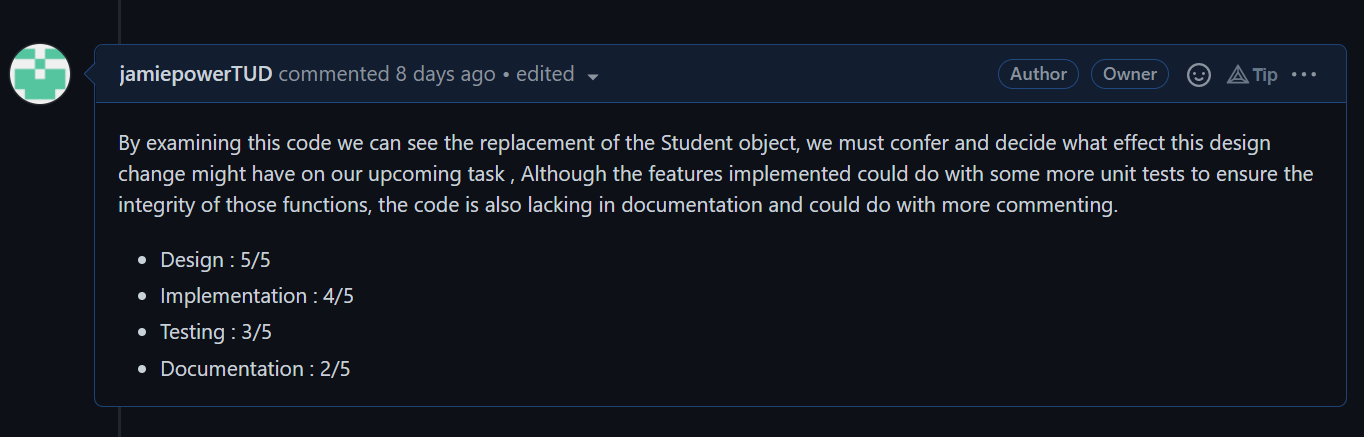 jamiepowerTUD commented 8 days ago • edited
Author Owner Tip
By examining this code we can see the replacement of the Student object, we must confer and decide what effect this design
change might have on our upcoming task , Although the features implemented could do with some more unit tests to ensure the
integrity of those functions, the code is also lacking in documentation and could do with more commenting.
• Design : 5/5
• Implementation : 4/5
• Testing : 3/5
• Documentation : 2/5